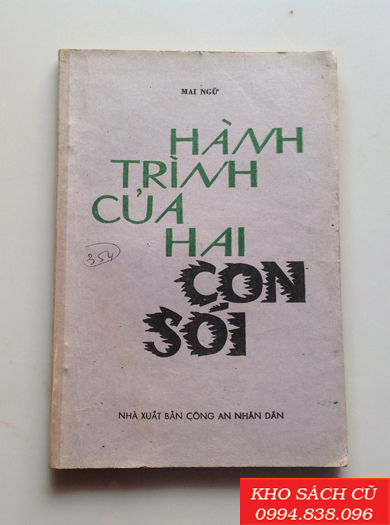 MAI NGỮ
HÀNH
TRÌNH
CỦA
HAI
CON
SÓI
354
NHÀ XUẤT BẢN CÔNG AN NHÂN DÂN
KHO SÁCH CŨ
0994.838.096